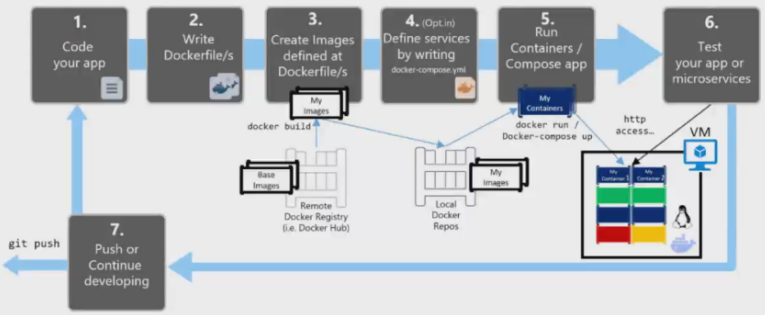 1.
Code
your app
2.
Write
Dockerfile/s
3.
Create Images
defined at
Dockerfile/s
4. (Opt.in)
Define services
by writing
docker-compose.yml
5.
Run
Containers /
Compose app
6.
Test
your app or
microservices
My
Images
docker build
Base
Images
Remote
Docker Registry
(i.e. Docker Hub)
My
Images
Local
Docker
Repos
My
Containers
docker run /
Docker-compose up
http
access…
VM
My
Container 1
My
Container 2
7.
Push or
Continue
developing
git push